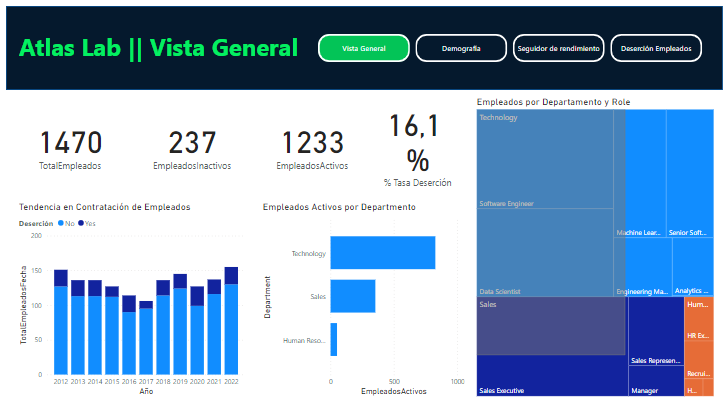 Atlas Lab || Vista General
Vista General
Demografía
Seguidor de rendimiento
Deserción Empleados
1470
TotalEmpleados
237
EmpleadosInactivos
1233
EmpleadosActivos
16,1
%
% Tasa Deserción
Tendencia en Contratación de Empleados
Deserción No Yes
TotalEmpleadosFecha
200
150
100
50
0
2012 2013 2014 2015 2016 2017 2018 2019 2020 2021 2022
Año
Empleados Activos por Departmento
Department
Technology
Sales
Human Reso...
0 500 1000
EmpleadosActivos
Empleados por Departamento y Role
Technology
Software Engineer
Data Scientist
Machine Lear...
Senior Soft...
Engineering Ma...
Analytics ...
Sales
Sales Executive
Sales Represen...
Manager
Hum...
HR Ex...
Recrui...
H...